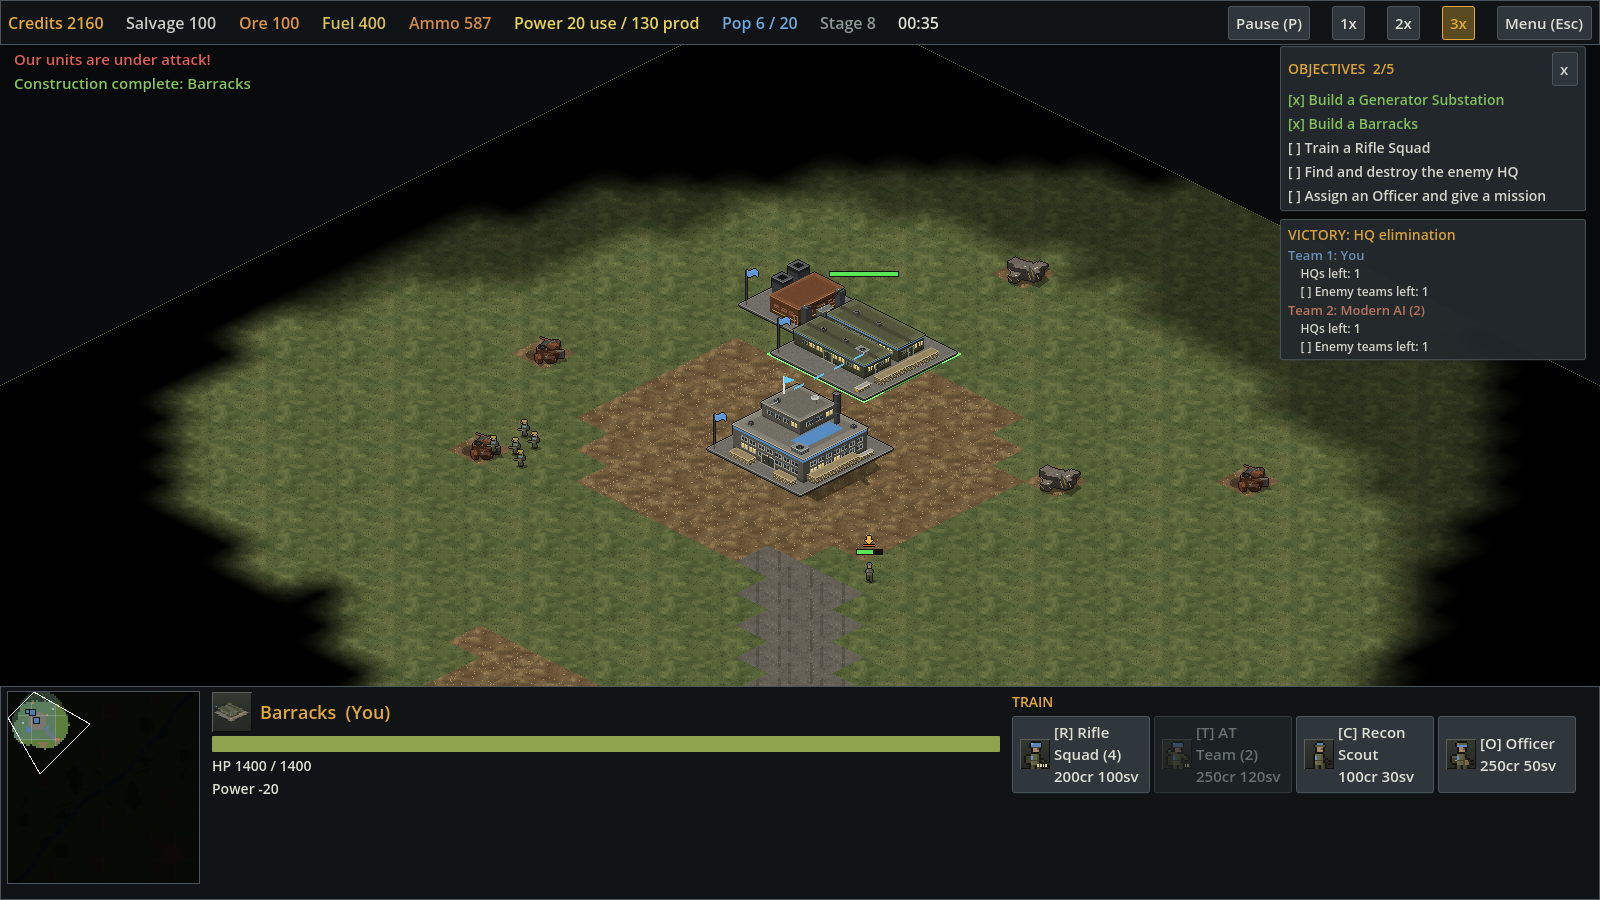 Credits 2160 Salvage 100 Ore 100 Fuel 400 Ammo 587 Power 20 use / 130 prod Pop 6 / 20 Stage 8 00:35 Pause (P) 1x 2x 3x Menu (Esc)
Our units are under attack!
Construction complete: Barracks
OBJECTIVES 2/5 x
[x] Build a Generator Substation
[x] Build a Barracks
[ ] Train a Rifle Squad
[ ] Find and destroy the enemy HQ
[ ] Assign an Officer and give a mission
VICTORY: HQ elimination
Team 1: You
HQs left: 1
[ ] Enemy teams left: 1
Team 2: Modern AI (2)
HQs left: 1
[ ] Enemy teams left: 1
Barracks (You)
HP 1400 / 1400
Power -20
TRAIN
[R] Rifle
Squad (4)
200cr 100sv
[T] AT
Team (2)
250cr 120sv
[C] Recon
Scout
100cr 30sv
[O] Officer
250cr 50sv